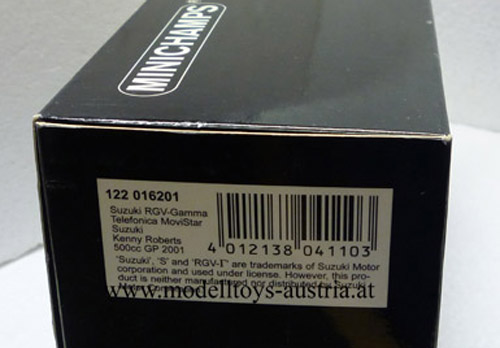 MINICHAMPS
122 016201
Suzuki RGV-Gamma
Telefonica MoviStar
Suzuki
Kenny Roberts
500cc GP 2001
4 012138 041103
'Suzuki', 'S' and 'RGV-Γ' are trademarks of Suzuki Motor
corporation and used under license. However, this pro-
duct is neither manufactured nor distributed by Suzuki
Motor
www.modelltoys-austria.at